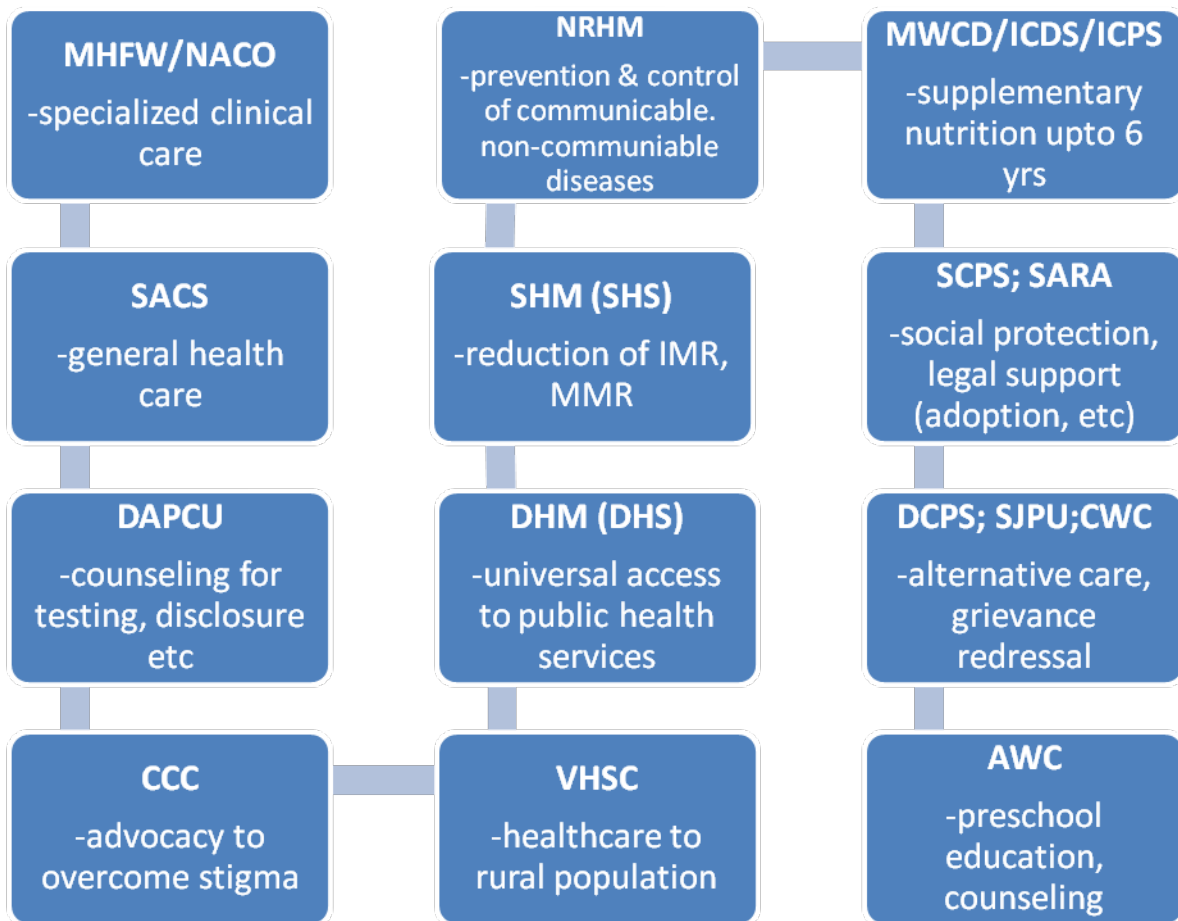 MHFW/NACO
-specialized clinical
care
SACS
-general health
care
DAPCU
-counseling for
testing, disclosure
etc
CCC
-advocacy to
overcome stigma
VHSC
-healthcare to
rural population
DHM (DHS)
-universal access
to public health
services
SHM (SHS)
-reduction of IMR,
MMR
NRHM
-prevention & control
of communicable.
non-communiable
diseases
MWCD/ICDS/ICPS
-supplementary
nutrition upto 6
yrs
SCPS; SARA
-social protection,
legal support
(adoption, etc)
DCPS; SJPU;CWC
-alternative care,
grievance
redressal
AWC
-preschool
education,
counseling